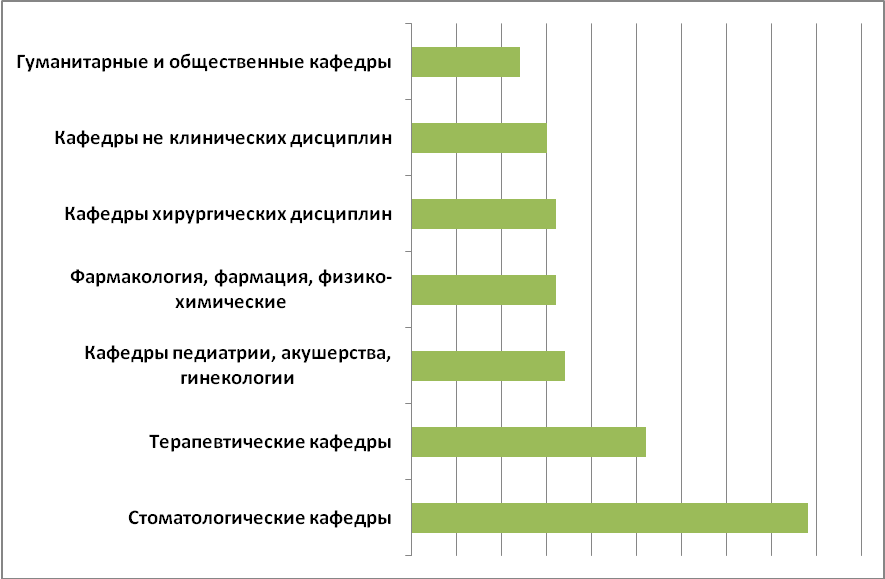 Гуманитарные и общественные кафедры
Кафедры не клинических дисциплин
Кафедры хирургических дисциплин
Фармакология, фармация, физико-
химические
Кафедры педиатрии, акушерства,
гинекологии
Терапевтические кафедры
Стоматологические кафедры